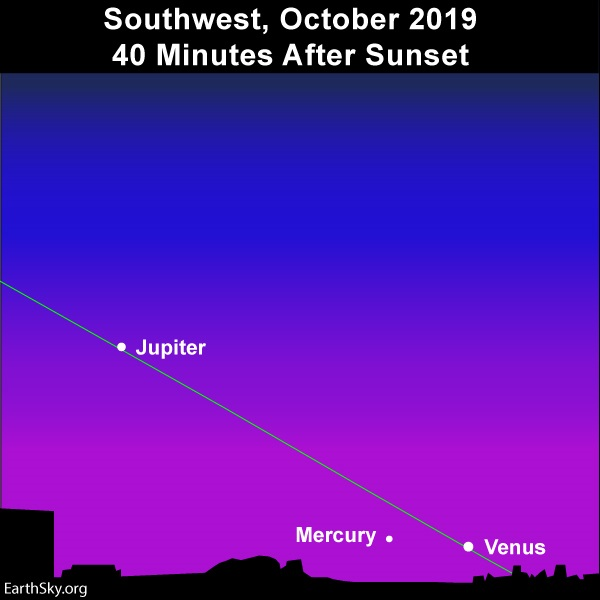 Southwest, October 2019
40 Minutes After Sunset
Jupiter
Mercury
Venus
EarthSky.org